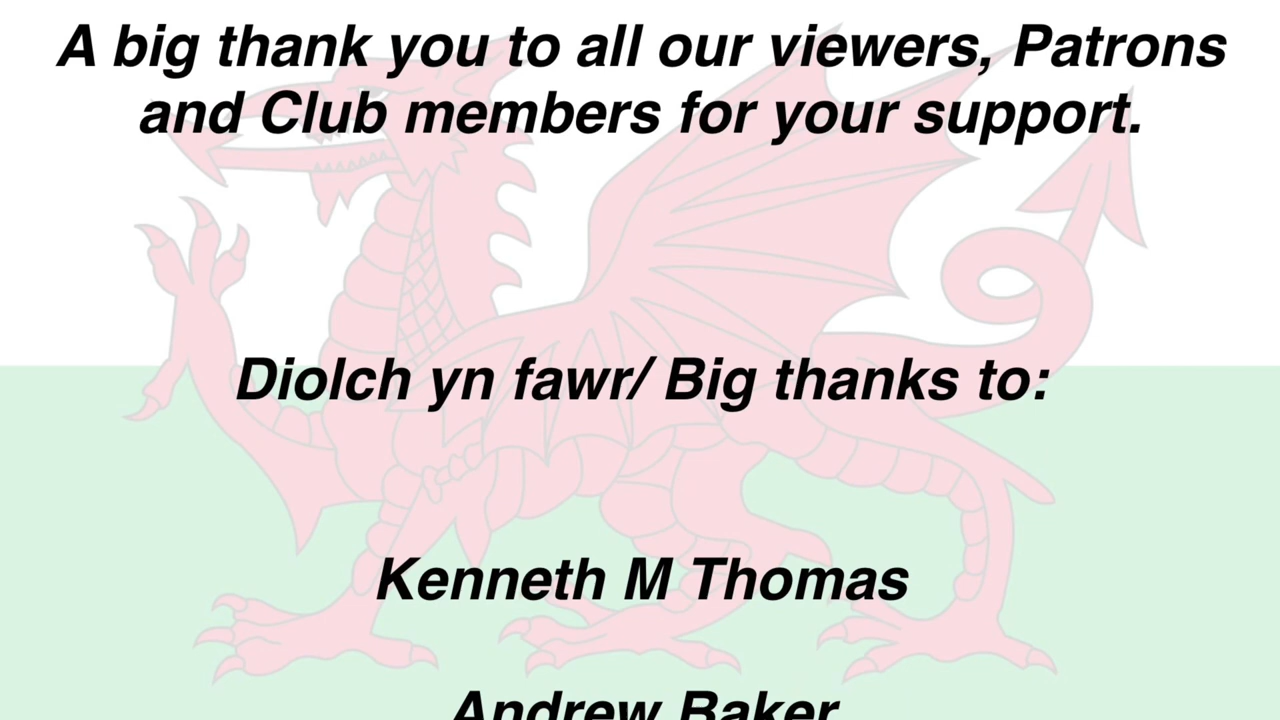 A big thank you to all our viewers, Patrons
and Club members for your support.
Diolch yn fawr/ Big thanks to:
Kenneth M Thomas
Andrew Baker